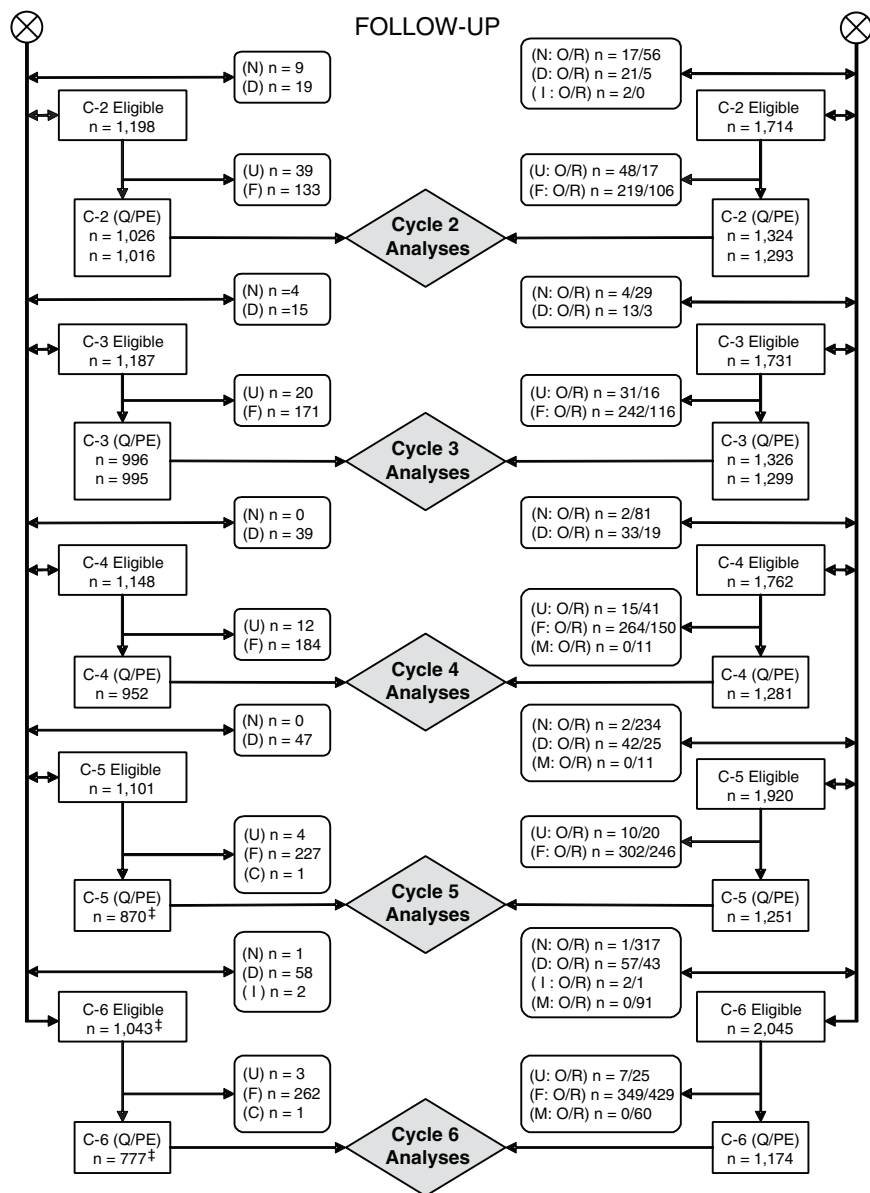 FOLLOW-UP
(N) n = 9
(D) n = 19
(N: O/R) n = 17/56
(D: O/R) n = 21/5
( I : O/R) n = 2/0
C-2 Eligible
n = 1,198
C-2 Eligible
n = 1,714
(U) n = 39
(F) n = 133
(U: O/R) n = 48/17
(F: O/R) n = 219/106
C-2 (Q/PE)
n = 1,026
n = 1,016
Cycle 2
Analyses
C-2 (Q/PE)
n = 1,324
n = 1,293
(N) n =4
(D) n =15
(N: O/R) n = 4/29
(D: O/R) n = 13/3
C-3 Eligible
n = 1,187
C-3 Eligible
n = 1,731
(U) n = 20
(F) n = 171
(U: O/R) n = 31/16
(F: O/R) n = 242/116
C-3 (Q/PE)
n = 996
n = 995
Cycle 3
Analyses
C-3 (Q/PE)
n = 1,326
n = 1,299
(N) n = 0
(D) n = 39
(N: O/R) n = 2/81
(D: O/R) n = 33/19
C-4 Eligible
n = 1,148
C-4 Eligible
n = 1,762
(U) n = 12
(F) n = 184
(U: O/R) n = 15/41
(F: O/R) n = 264/150
(M: O/R) n = 0/11
C-4 (Q/PE)
n = 952
Cycle 4
Analyses
C-4 (Q/PE)
n = 1,281
(N) n = 0
(D) n = 47
(N: O/R) n = 2/234
(D: O/R) n = 42/25
(M: O/R) n = 0/11
C-5 Eligible
n = 1,101
C-5 Eligible
n = 1,920
(U) n = 4
(F) n = 227
(C) n = 1
(U: O/R) n = 10/20
(F: O/R) n = 302/246
C-5 (Q/PE)
n = 870‡
Cycle 5
Analyses
C-5 (Q/PE)
n = 1,251
(N) n = 1
(D) n = 58
( I ) n = 2
(N: O/R) n = 1/317
(D: O/R) n = 57/43
( I : O/R) n = 2/1
(M: O/R) n = 0/91
C-6 Eligible
n = 1,043‡
C-6 Eligible
n = 2,045
(U) n = 3
(F) n = 262
(C) n = 1
(U: O/R) n = 7/25
(F: O/R) n = 349/429
(M: O/R) n = 0/60
C-6 (Q/PE)
n = 777‡
Cycle 6
Analyses
C-6 (Q/PE)
n = 1,174